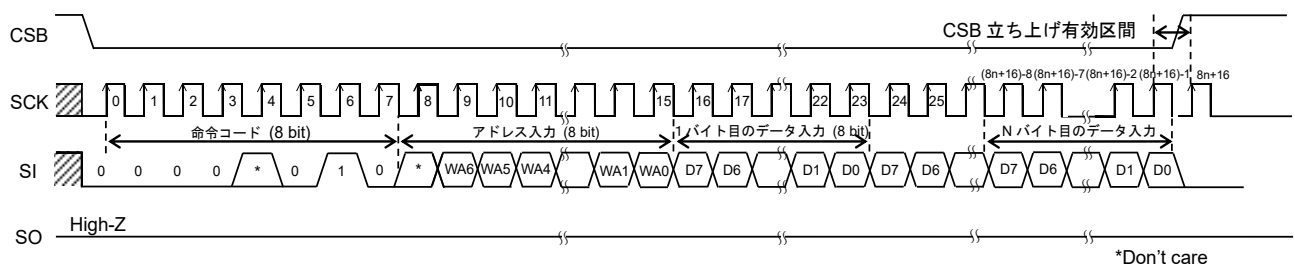 CSB
CSB 立ち上げ有効区間
SCK
0 1 2 3 4 5 6 7 8 9 10 11 15 16 17 22 23 24 25 (8n+16)-8 (8n+16)-7 (8n+16)-2 (8n+16)-1 8n+16
命令コード (8 bit) アドレス入力 (8 bit) 1 バイト目のデータ入力 (8 bit) N バイト目のデータ入力
SI 0 0 0 0 * 0 1 0 * WA6 WA5 WA4 WA1 WA0 D7 D6 D1 D0 D7 D6 D7 D6 D1 D0
High-Z
SO
*Don't care